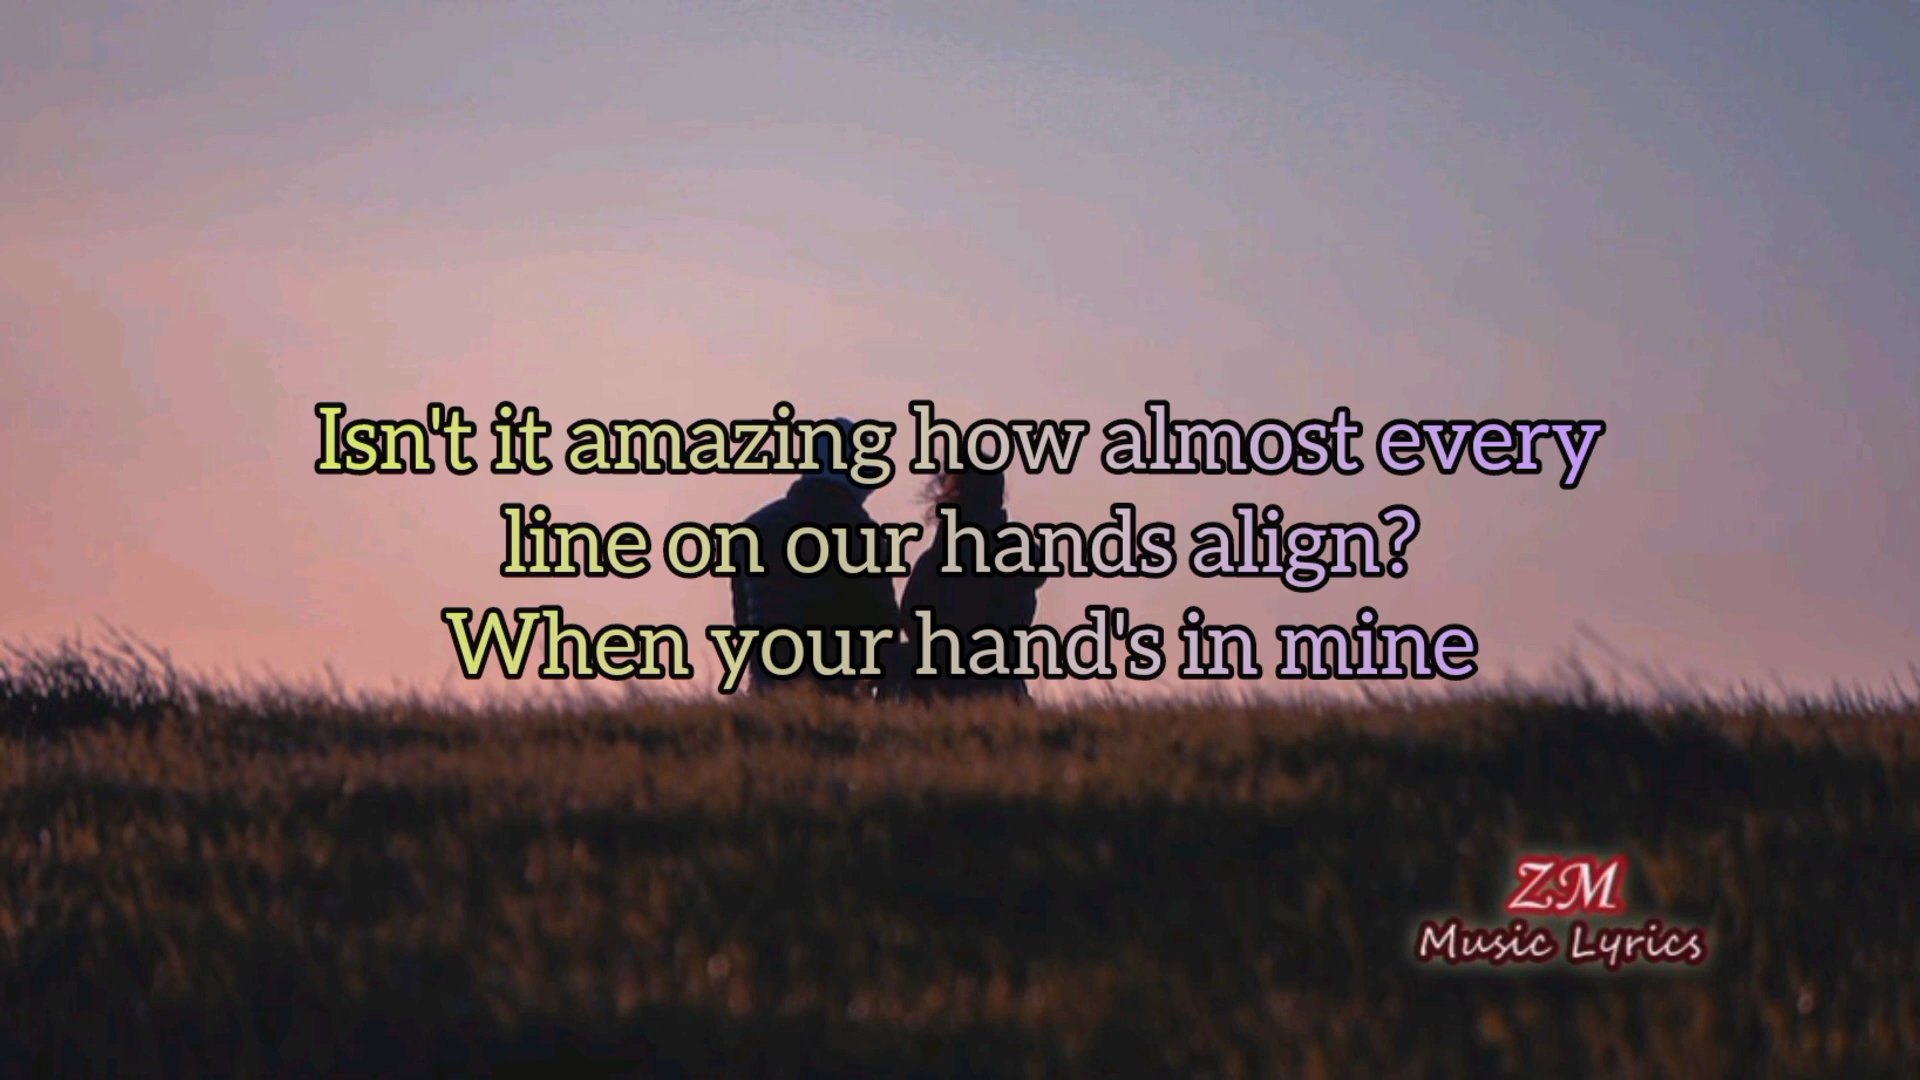 Isn't it amazing how almost every
line on our hands align?
When your hand's in mine
ZM
Music Lyrics